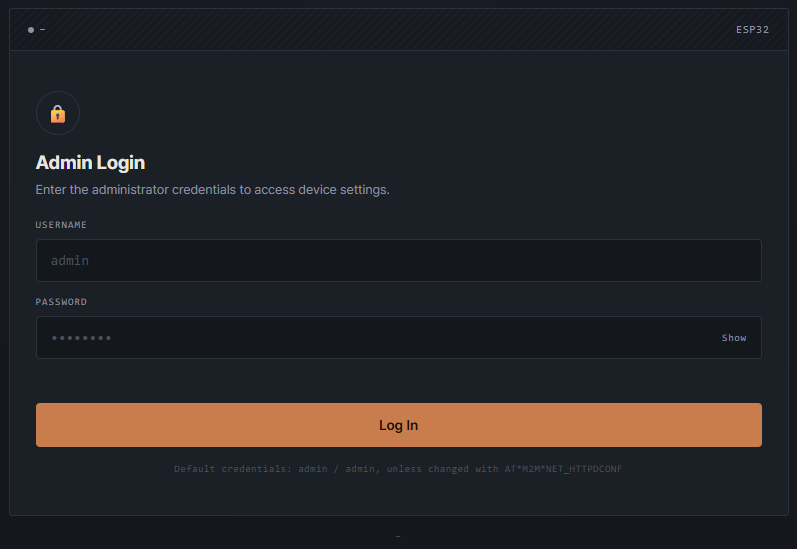 –
ESP32
Admin Login
Enter the administrator credentials to access device settings.
USERNAME
admin
PASSWORD
••••••••
Show
Log In
Default credentials: admin / admin, unless changed with AT*M2M*NET_HTTPDCONF
–